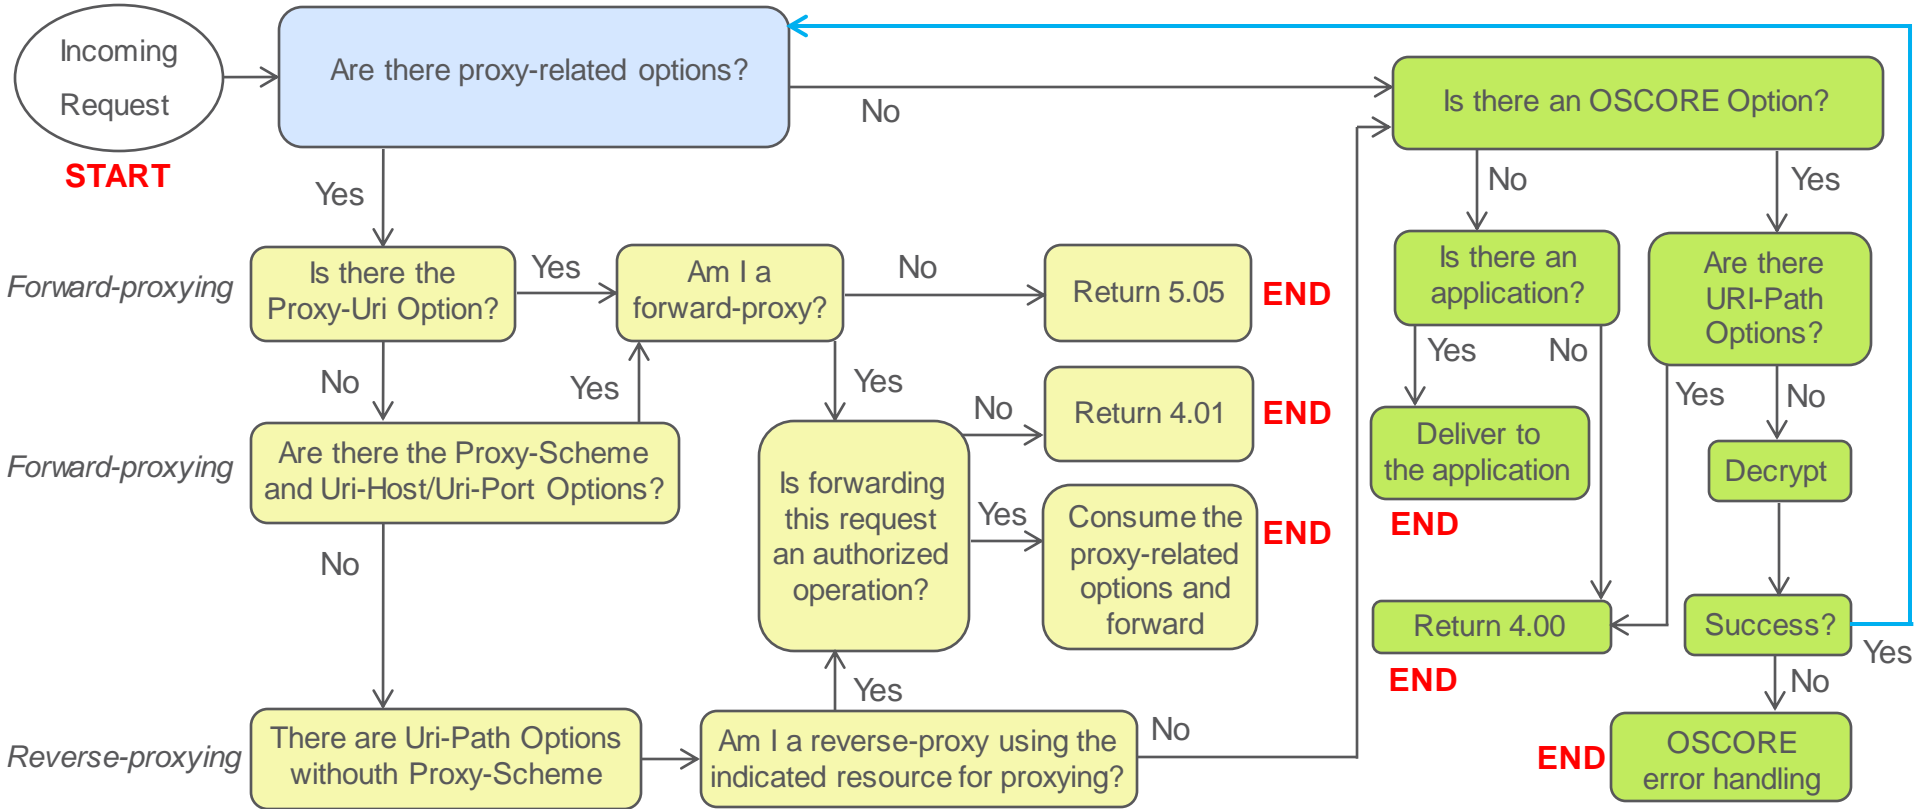 Incoming
Request
START
Are there proxy-related options?
No
Yes
Is there an OSCORE Option?
No
Yes
Forward-proxying
Is there the
Proxy-Uri Option?
Yes
Am I a
forward-proxy?
No
Return 5.05
END
Is there an
application?
Are there
URI-Path
Options?
No
Yes
Yes
Yes
No
Yes
No
Forward-proxying
Are there the Proxy-Scheme
and Uri-Host/Uri-Port Options?
No
Return 4.01
END
Is forwarding
this request
an authorized
operation?
Yes
Consume the
proxy-related
options and
forward
END
Deliver to
the application
END
Decrypt
No
Return 4.00
END
Success?
Yes
No
Yes
Reverse-proxying
There are Uri-Path Options
withouth Proxy-Scheme
Am I a reverse-proxy using the
indicated resource for proxying?
No
END
OSCORE
error handling